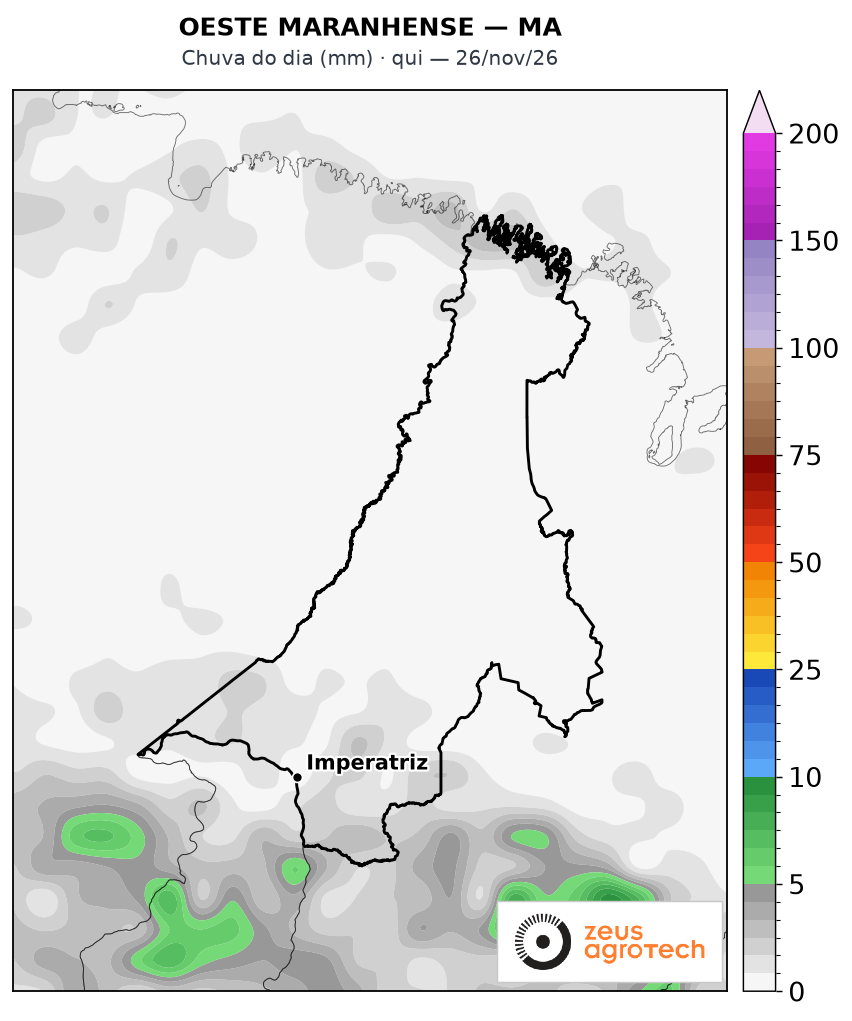 OESTE MARANHENSE — MA
Chuva do dia (mm) · qui — 26/nov/26
200
150
100
75
50
25
10
5
0
Imperatriz
zeus
agrotech